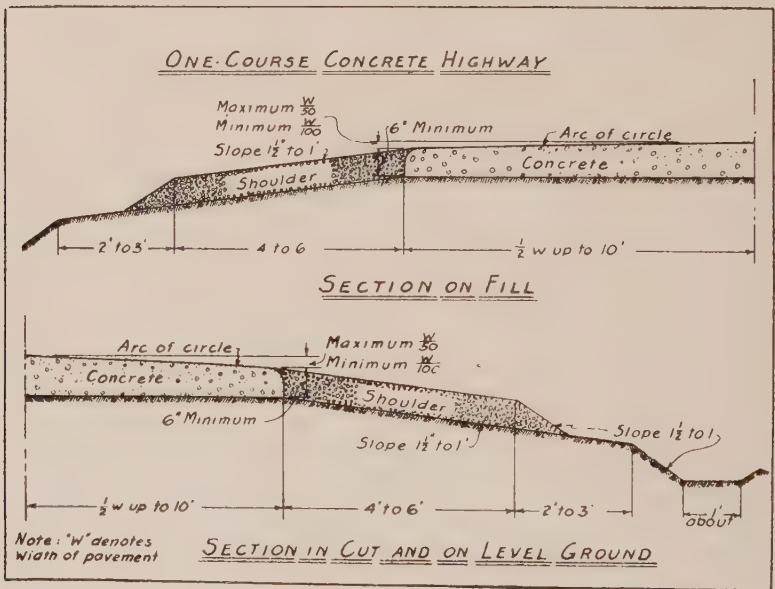 ONE-COURSE CONCRETE HIGHWAY
Maximum W/50
Minimum W/100
6" Minimum
Arc of circle
Slope 1½" to 1'
Concrete
Shoulder
2' to 3'
4 to 6
½ w up to 10'
SECTION ON FILL
Arc of circle
Maximum W/50
Minimum W/100
Concrete
Shoulder
6" Minimum
Slope 1½" to 1'
Slope 1½ to 1
½ w up to 10'
4' to 6'
2' to 3'
1'
about
Note: "W" denotes
width of pavement
SECTION IN CUT AND ON LEVEL GROUND